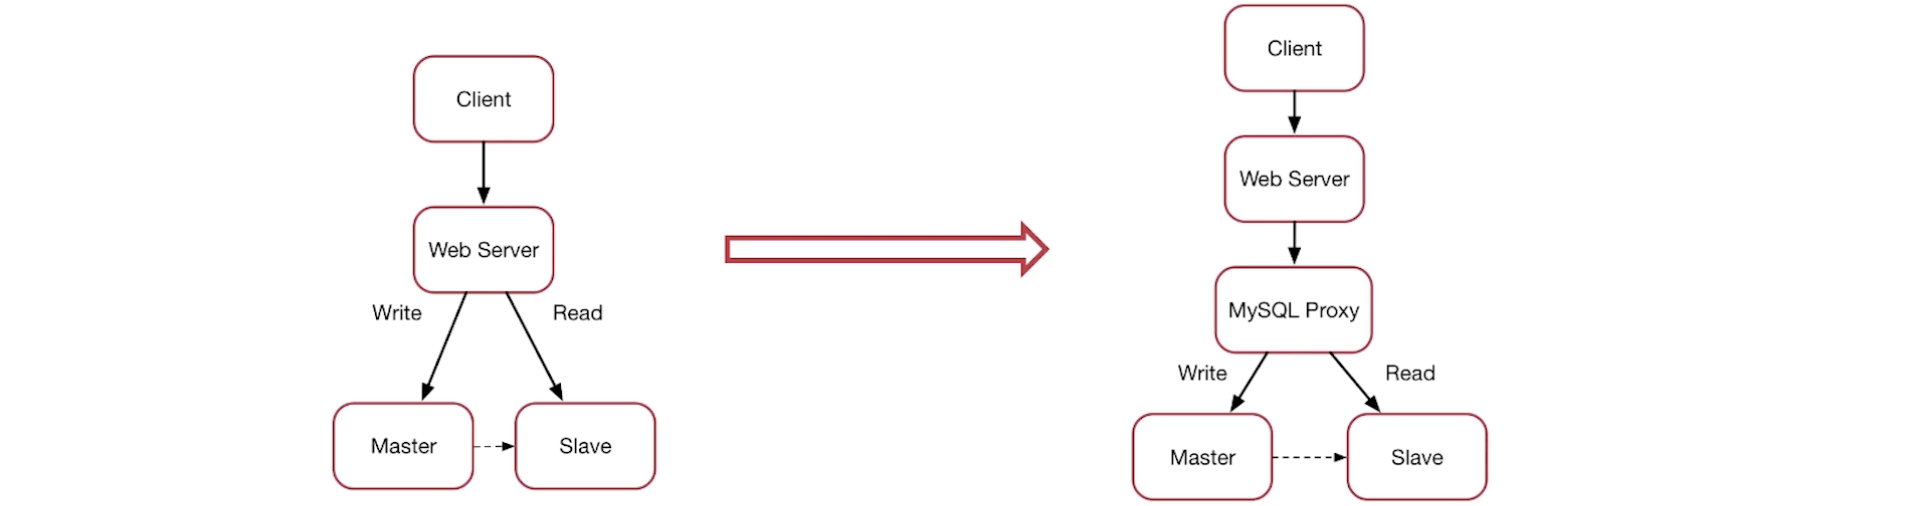 Client
Web Server
Write
Read
Master
Slave
Client
Web Server
MySQL Proxy
Write
Read
Master
Slave